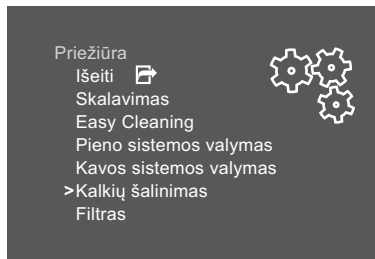 Priežiūra
Išeiti
Skalavimas
Easy Cleaning
Pieno sistemos valymas
Kavos sistemos valymas
>Kalkių šalinimas
Filtras